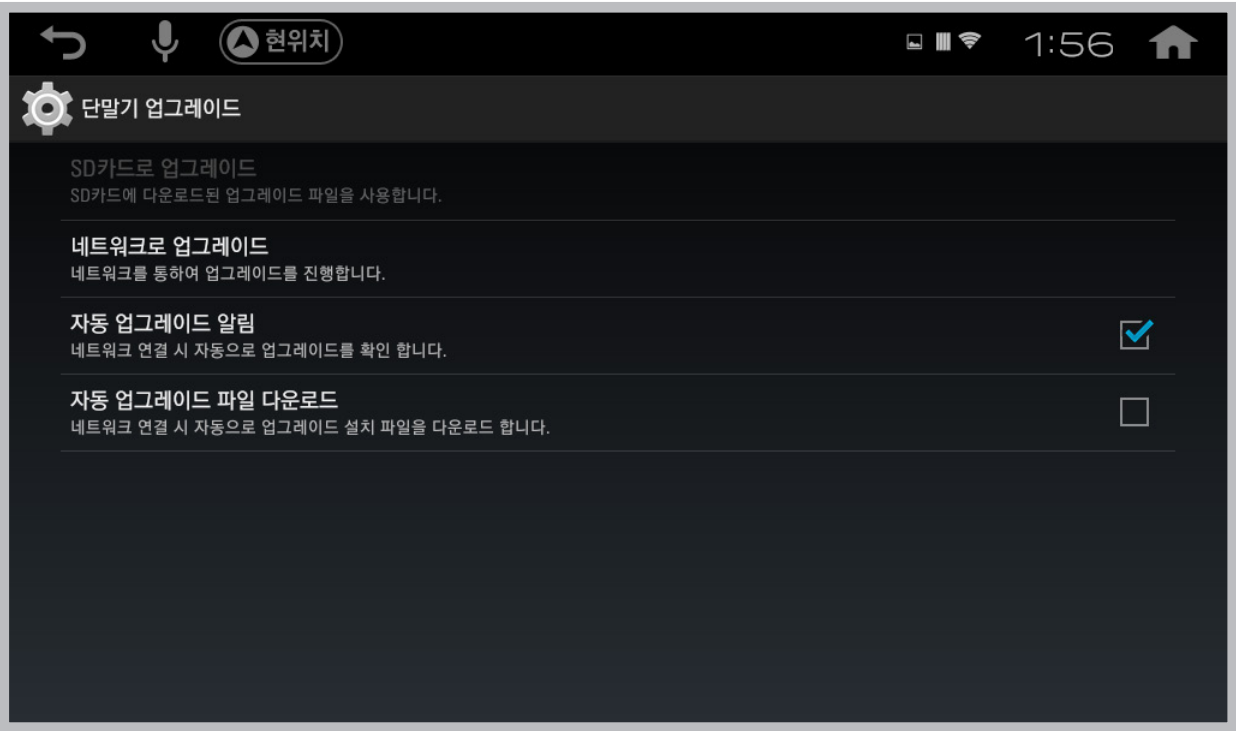 현위치
1:56
단말기 업그레이드
SD카드로 업그레이드
SD카드에 다운로드된 업그레이드 파일을 사용합니다.
네트워크로 업그레이드
네트워크를 통하여 업그레이드를 진행합니다.
자동 업그레이드 알림
네트워크 연결 시 자동으로 업그레이드를 확인 합니다.
자동 업그레이드 파일 다운로드
네트워크 연결 시 자동으로 업그레이드 설치 파일을 다운로드 합니다.